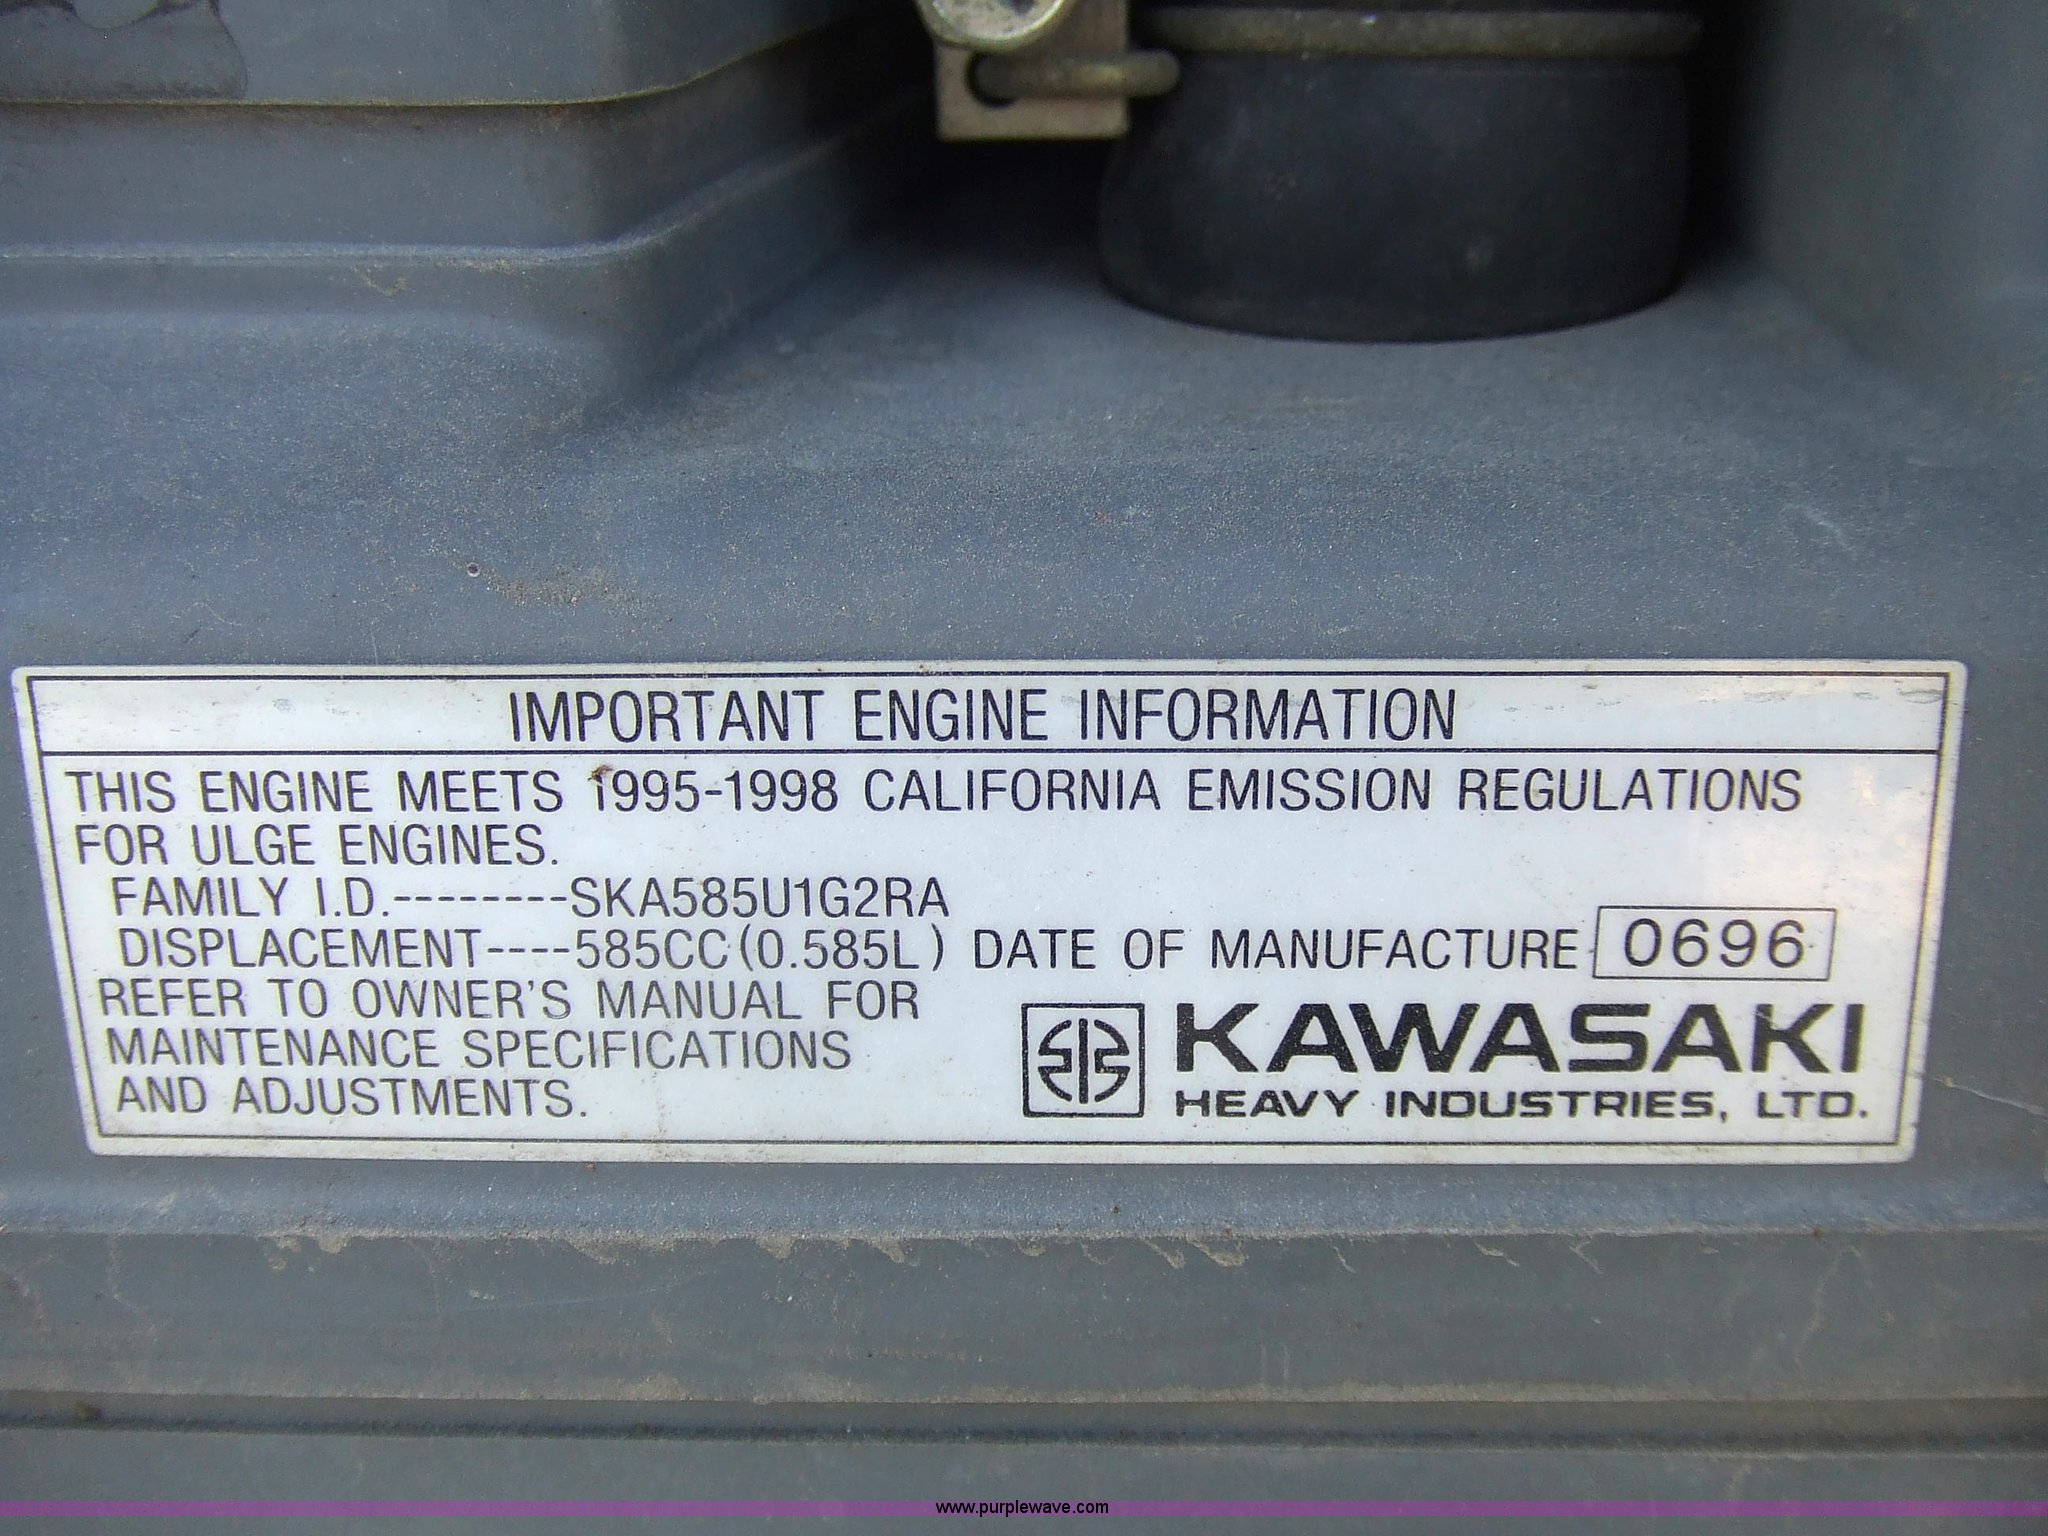 IMPORTANT ENGINE INFORMATION
THIS ENGINE MEETS 1995-1998 CALIFORNIA EMISSION REGULATIONS
FOR ULGE ENGINES.
FAMILY I.D.--------SKA585U1G2RA
DISPLACEMENT----585CC(0.585L) DATE OF MANUFACTURE 0696
REFER TO OWNER'S MANUAL FOR
MAINTENANCE SPECIFICATIONS
AND ADJUSTMENTS.
KAWASAKI
HEAVY INDUSTRIES, LTD.
www.purplewave.com